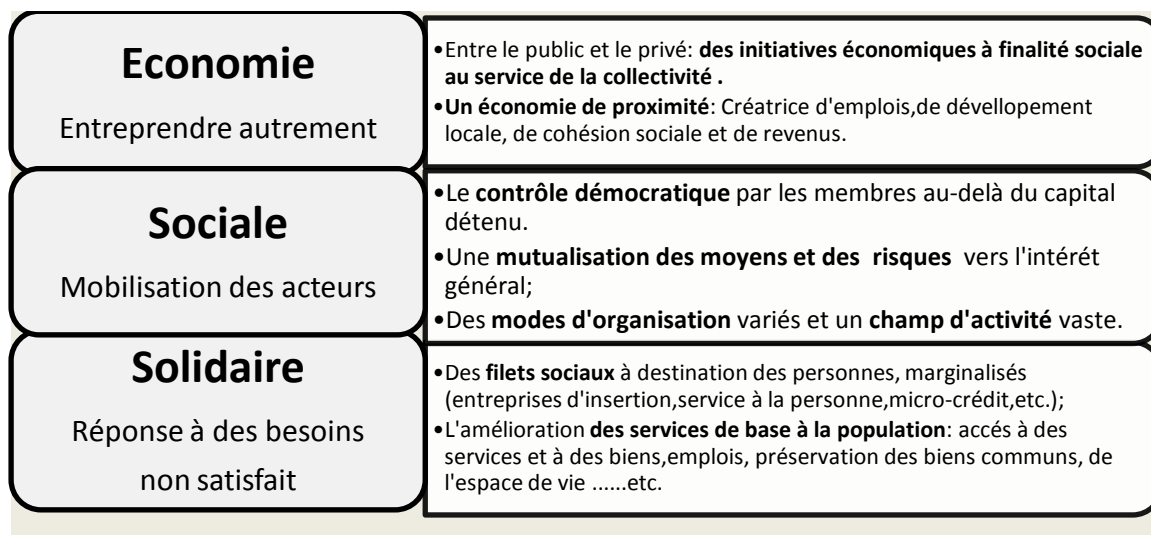 Economie
Entreprendre autrement
•Entre le public et le privé: des initiatives économiques à finalité sociale
au service de la collectivité .
•Un économie de proximité: Créatrice d'emplois,de dévellopement
locale, de cohésion sociale et de revenus.
Sociale
Mobilisation des acteurs
•Le contrôle démocratique par les membres au-delà du capital
détenu.
•Une mutualisation des moyens et des risques vers l'intérét
général;
•Des modes d'organisation variés et un champ d'activité vaste.
Solidaire
Réponse à des besoins
non satisfait
•Des filets sociaux à destination des personnes, marginalisés
(entreprises d'insertion,service à la personne,micro-crédit,etc.);
•L'amélioration des services de base à la population: accés à des
services et à des biens,emplois, préservation des biens communs, de
l'espace de vie ......etc.